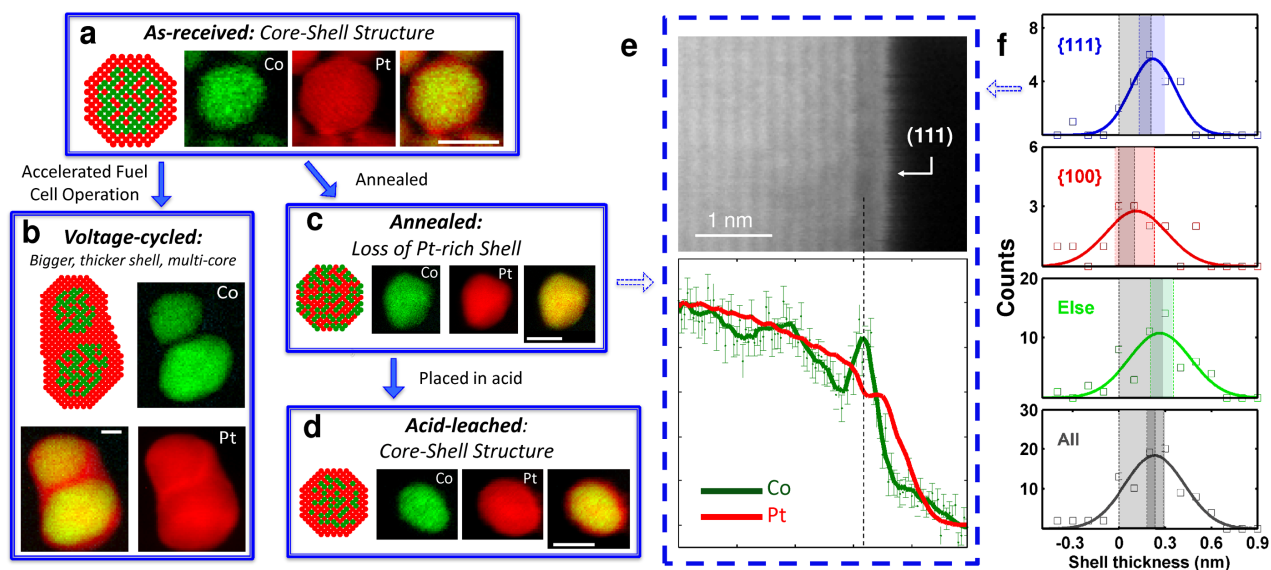 a
As-received: Core-Shell Structure
Co
Pt
Accelerated Fuel
Cell Operation
Annealed
b
Voltage-cycled:
Bigger, thicker shell, multi-core
Co
Pt
c
Annealed:
Loss of Pt-rich Shell
Co
Pt
Placed in acid
d
Acid-leached:
Core-Shell Structure
Co
Pt
e
(111)
1 nm
Co
Pt
f
Counts
{111}
8
4
0
{100}
6
3
0
Else
20
10
0
All
30
20
10
-0.3
0
0.3
0.6
0.9
Shell thickness (nm)